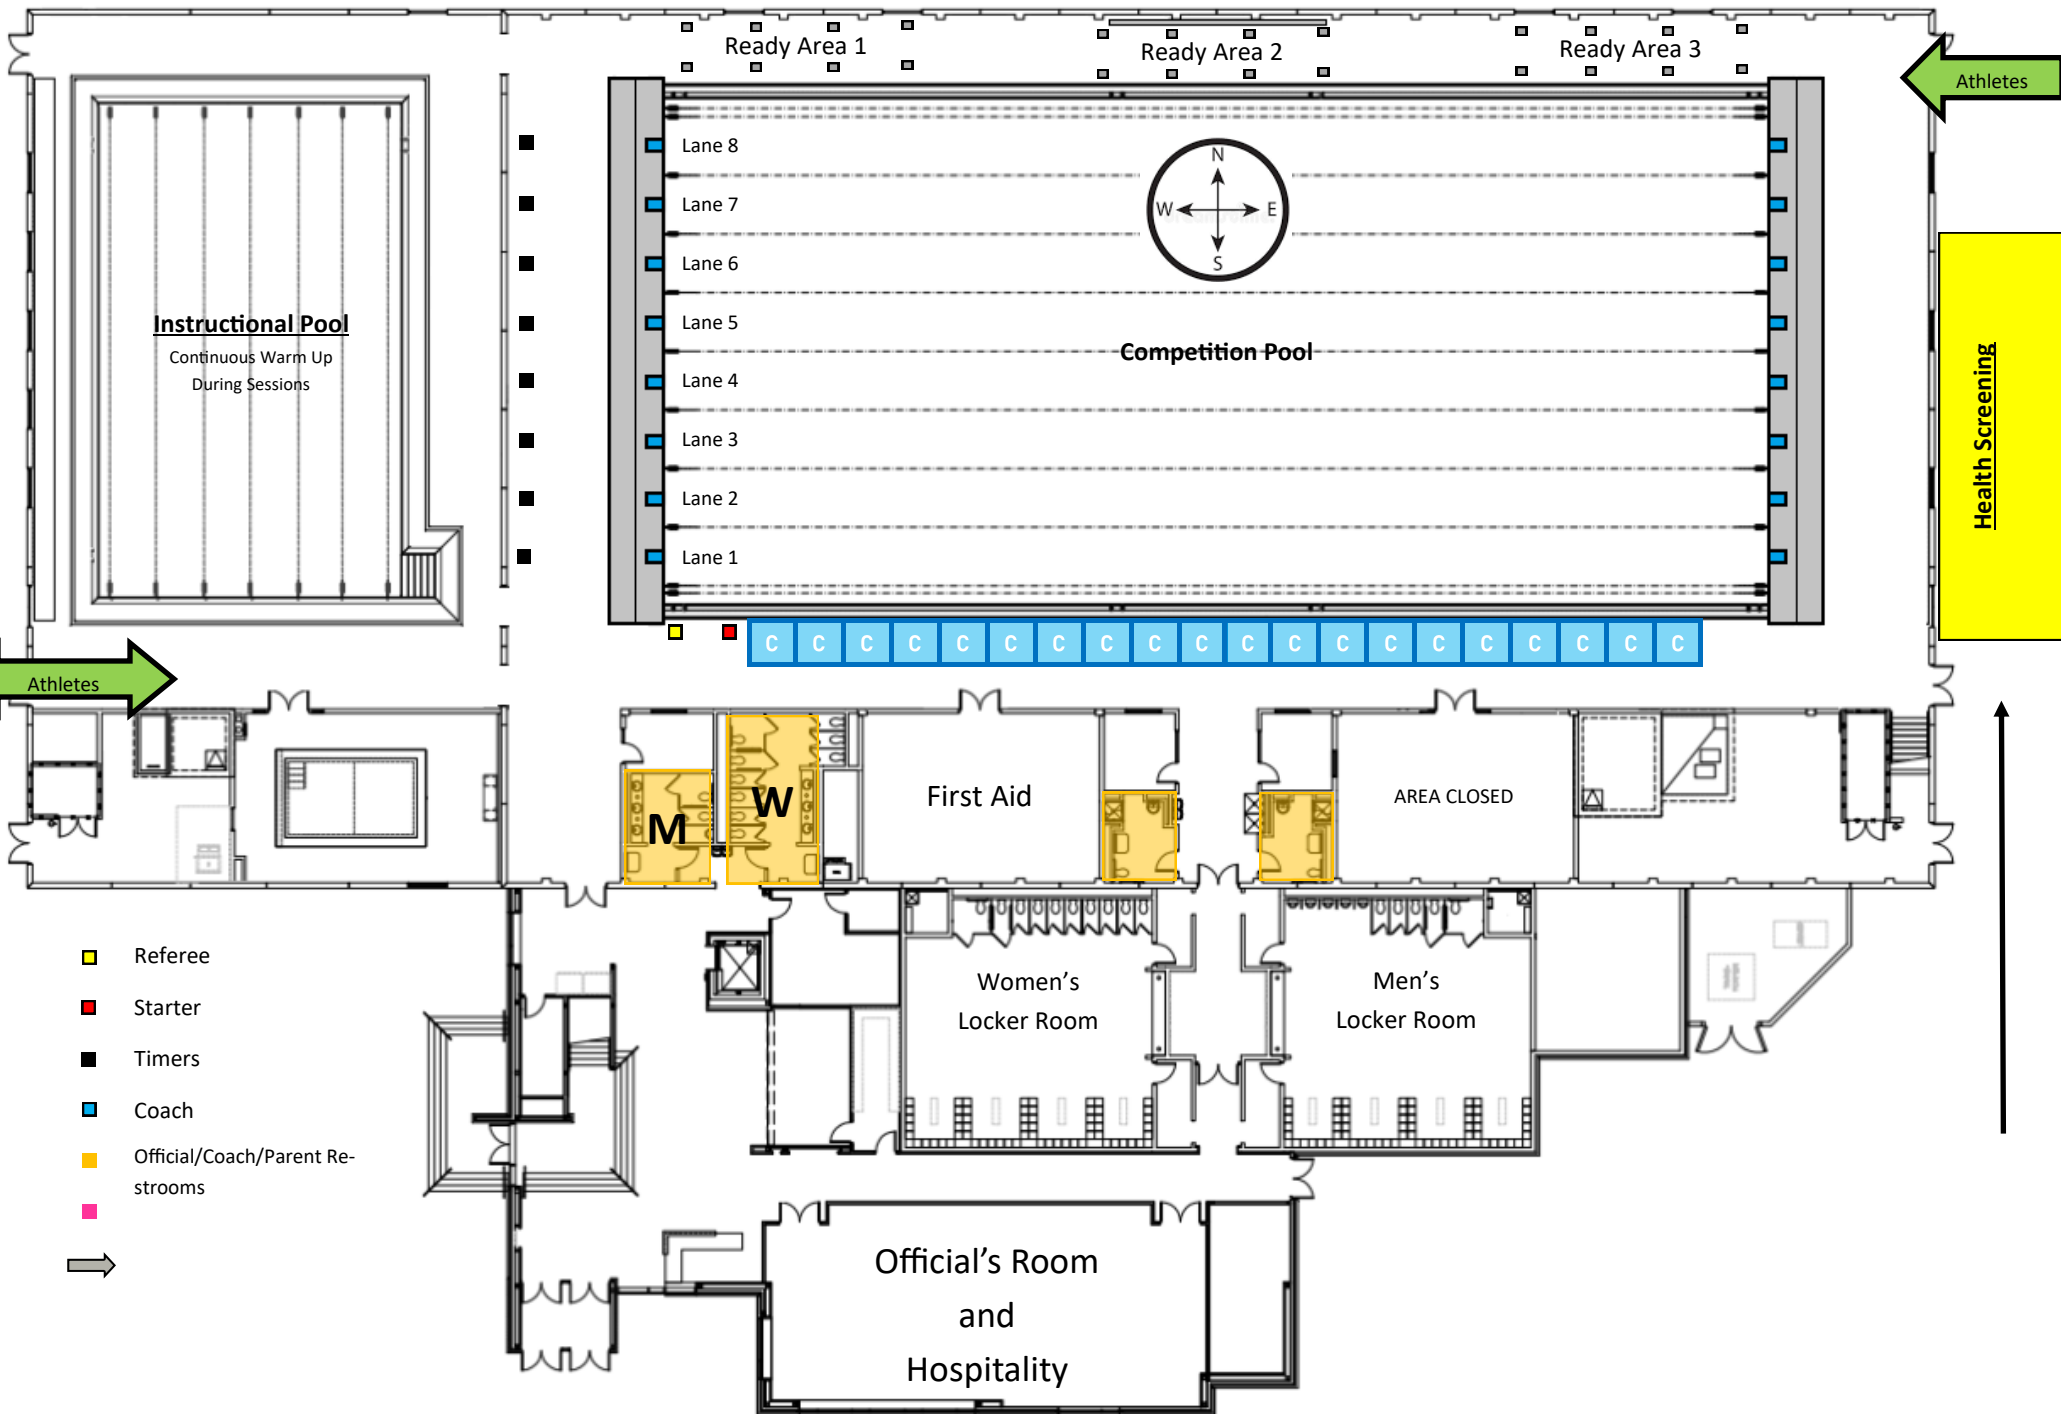 Ready Area 1
Ready Area 2
Ready Area 3
Athletes
Lane 8
Lane 7
Lane 6
Lane 5
Lane 4
Lane 3
Lane 2
Lane 1
N
W
E
S
Instructional Pool
Continuous Warm Up
During Sessions
Competition Pool
Health Screening
C C C C C C C C C C C C C C C C C C C C
Athletes
M
W
First Aid
AREA CLOSED
Referee
Starter
Timers
Coach
Official/Coach/Parent Re-
strooms
Women's
Locker Room
Men's
Locker Room
Official's Room
and
Hospitality